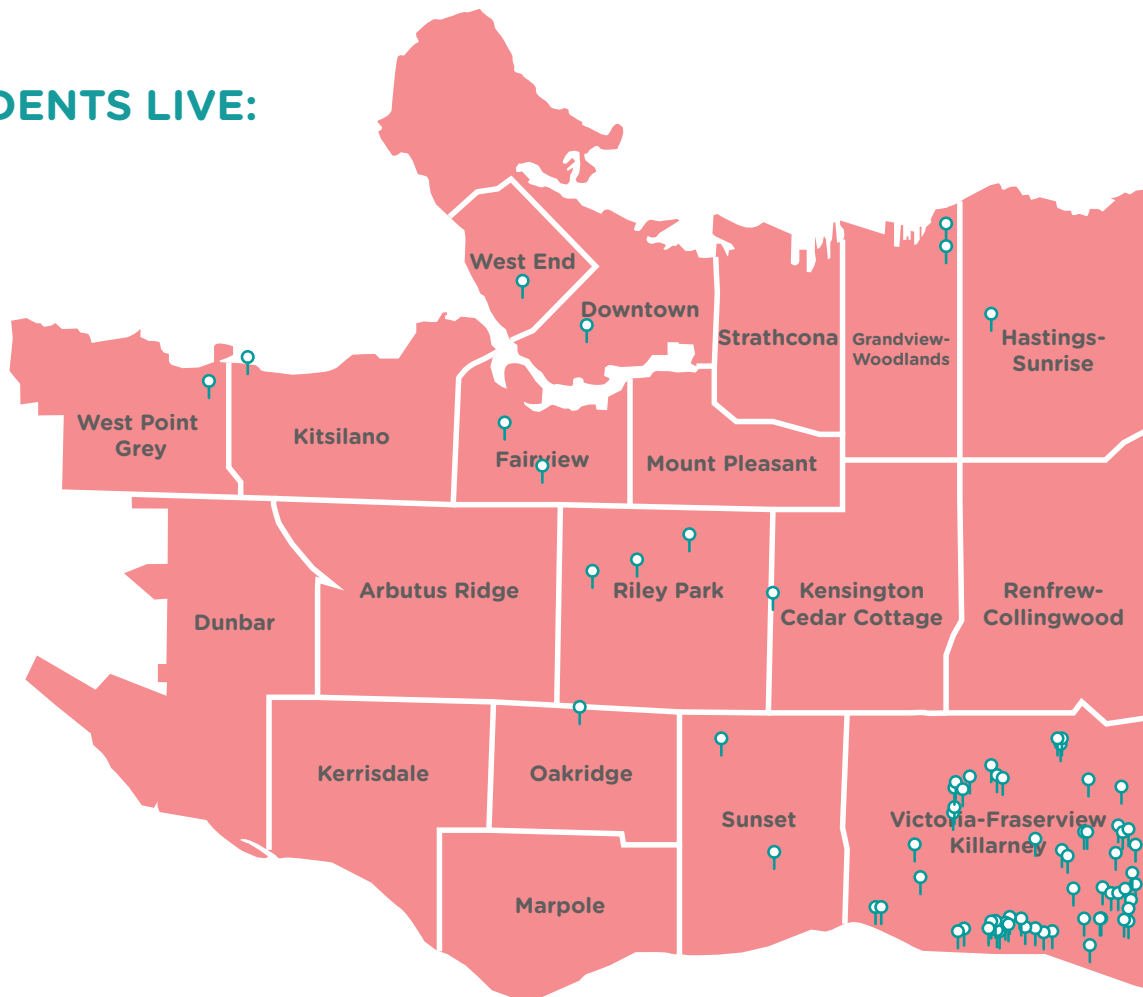 DENTS LIVE:
West End
Downtown
Strathcona
Grandview-
Woodlands
Hastings-
Sunrise
West Point
Grey
Kitsilano
Fairview
Mount Pleasant
Dunbar
Arbutus Ridge
Riley Park
Kensington
Cedar Cottage
Renfrew-
Collingwood
Kerrisdale
Oakridge
Sunset
Victoria-Fraserview
Killarney
Marpole